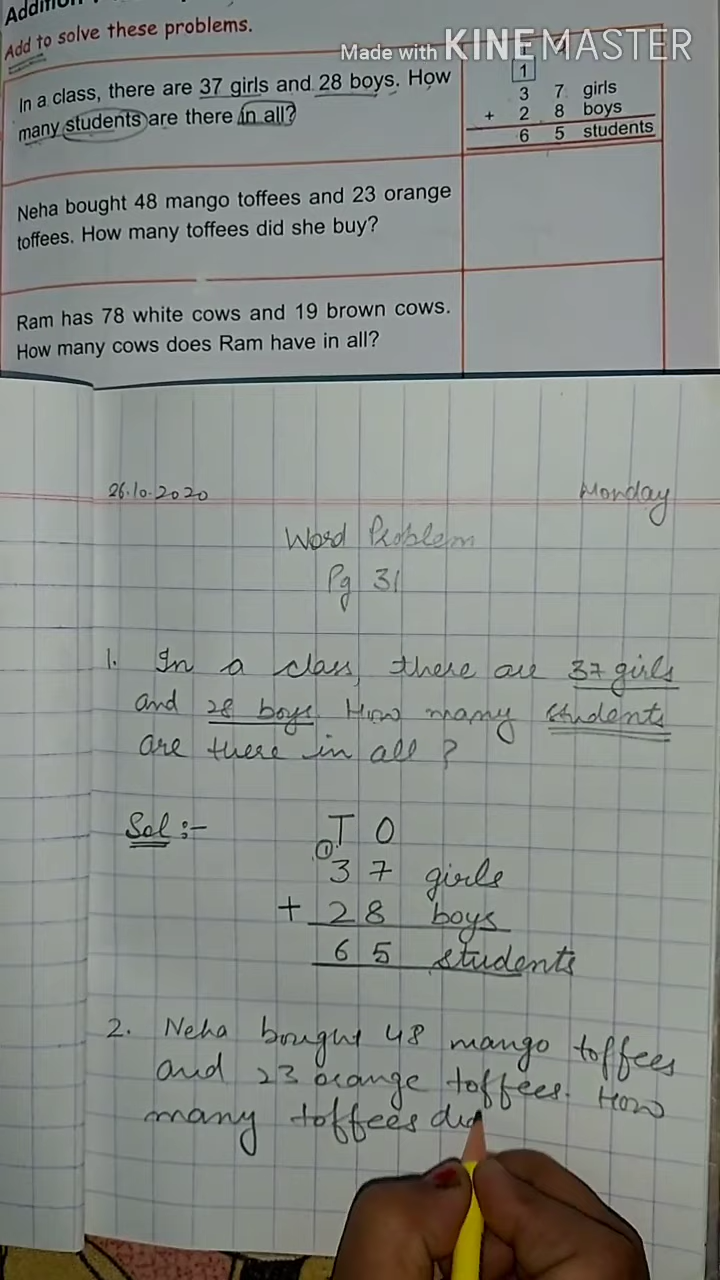 Add to solve these problems.
Made with KINEMASTER
In a class, there are 37 girls and 28 boys. How
many students are there in all?
1
3 7 girls
+ 2 8 boys
6 5 students
Neha bought 48 mango toffees and 23 orange
toffees. How many toffees did she buy?
Ram has 78 white cows and 19 brown cows.
How many cows does Ram have in all?
26.10.2020 Monday
Word Problem
Pg 31
1. In a class, there are 37 girls
and 28 boys. How many students
are there in all?
Sol :- T O
1
3 7 girls
+ 2 8 boys
6 5 students
2. Neha bought 48 mango toffees
and 23 orange toffees. How
many toffees did